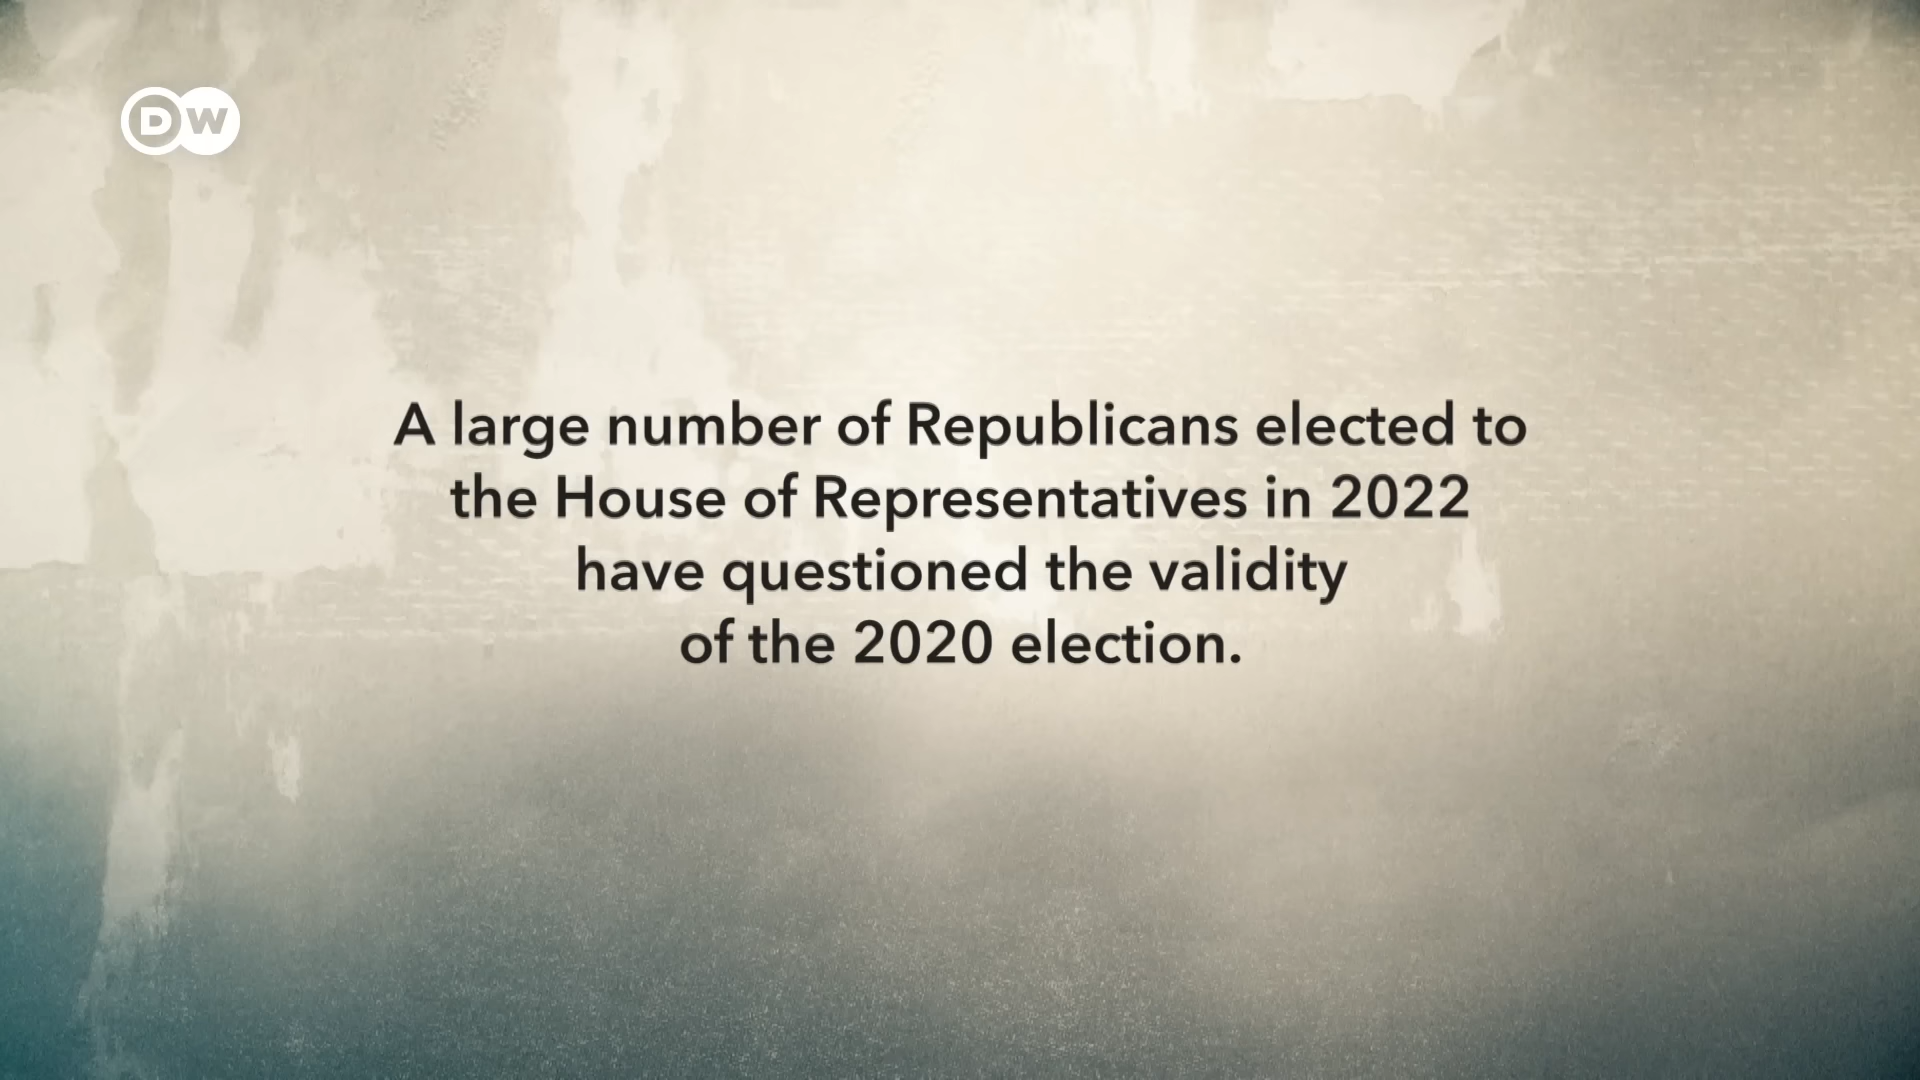 DW
A large number of Republicans elected to
the House of Representatives in 2022
have questioned the validity
of the 2020 election.